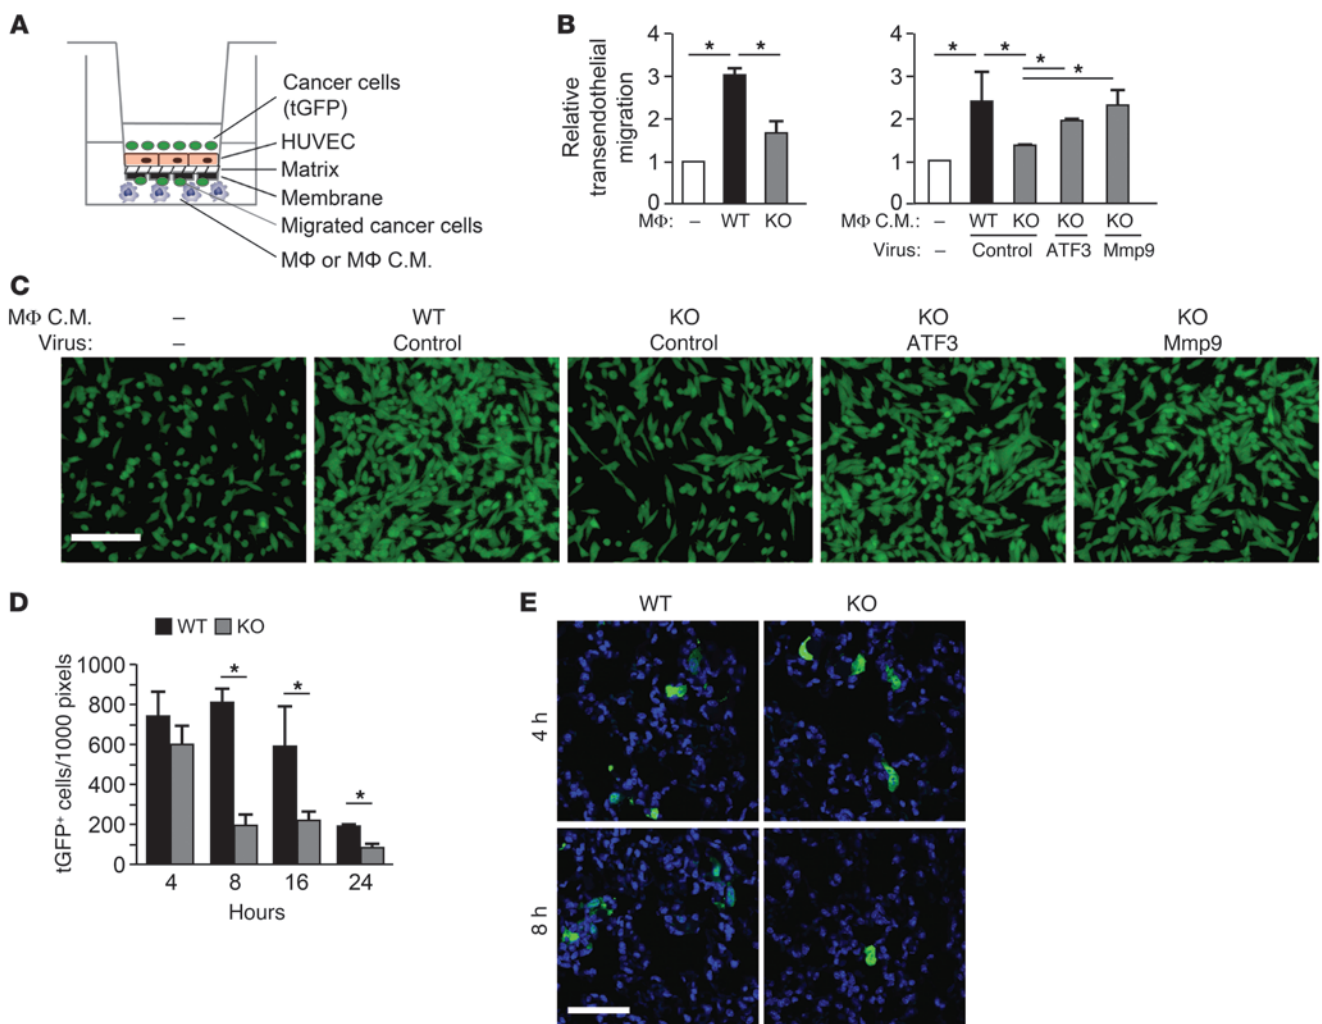 A
Cancer cells
(tGFP)
HUVEC
Matrix
Membrane
Migrated cancer cells
MΦ or MΦ C.M.
B
Relative
transendothelial
migration
4
3
2
1
0
MΦ: – WT KO
4
3
2
1
0
MΦ C.M.: – WT KO KO KO
Virus: – Control ATF3 Mmp9
* * * * * *
C
MΦ C.M. – WT KO KO KO
Virus: – Control Control ATF3 Mmp9
D
WT KO
tGFP⁺ cells/1000 pixels
1000
800
600
400
200
0
* * *
4 8 16 24
Hours
E
WT KO
4 h
8 h